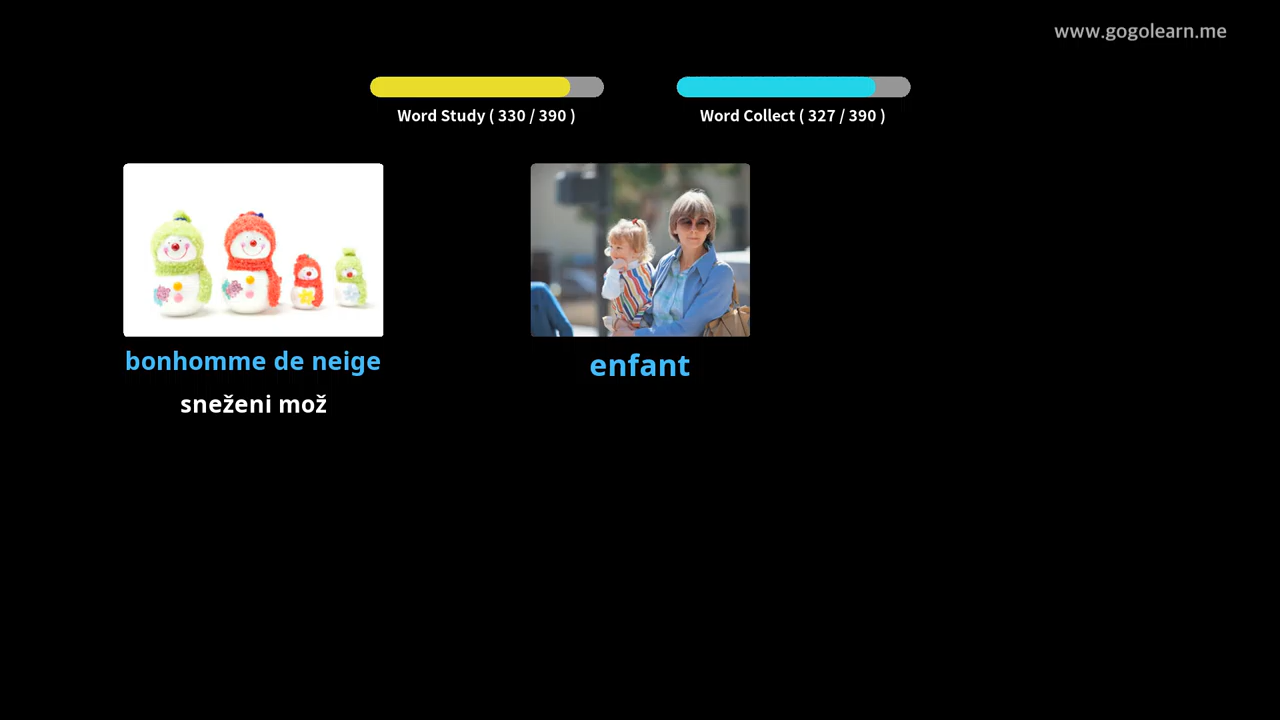 www.gogolearn.me
Word Study ( 330 / 390 )
Word Collect ( 327 / 390 )
bonhomme de neige
sneženi mož
enfant